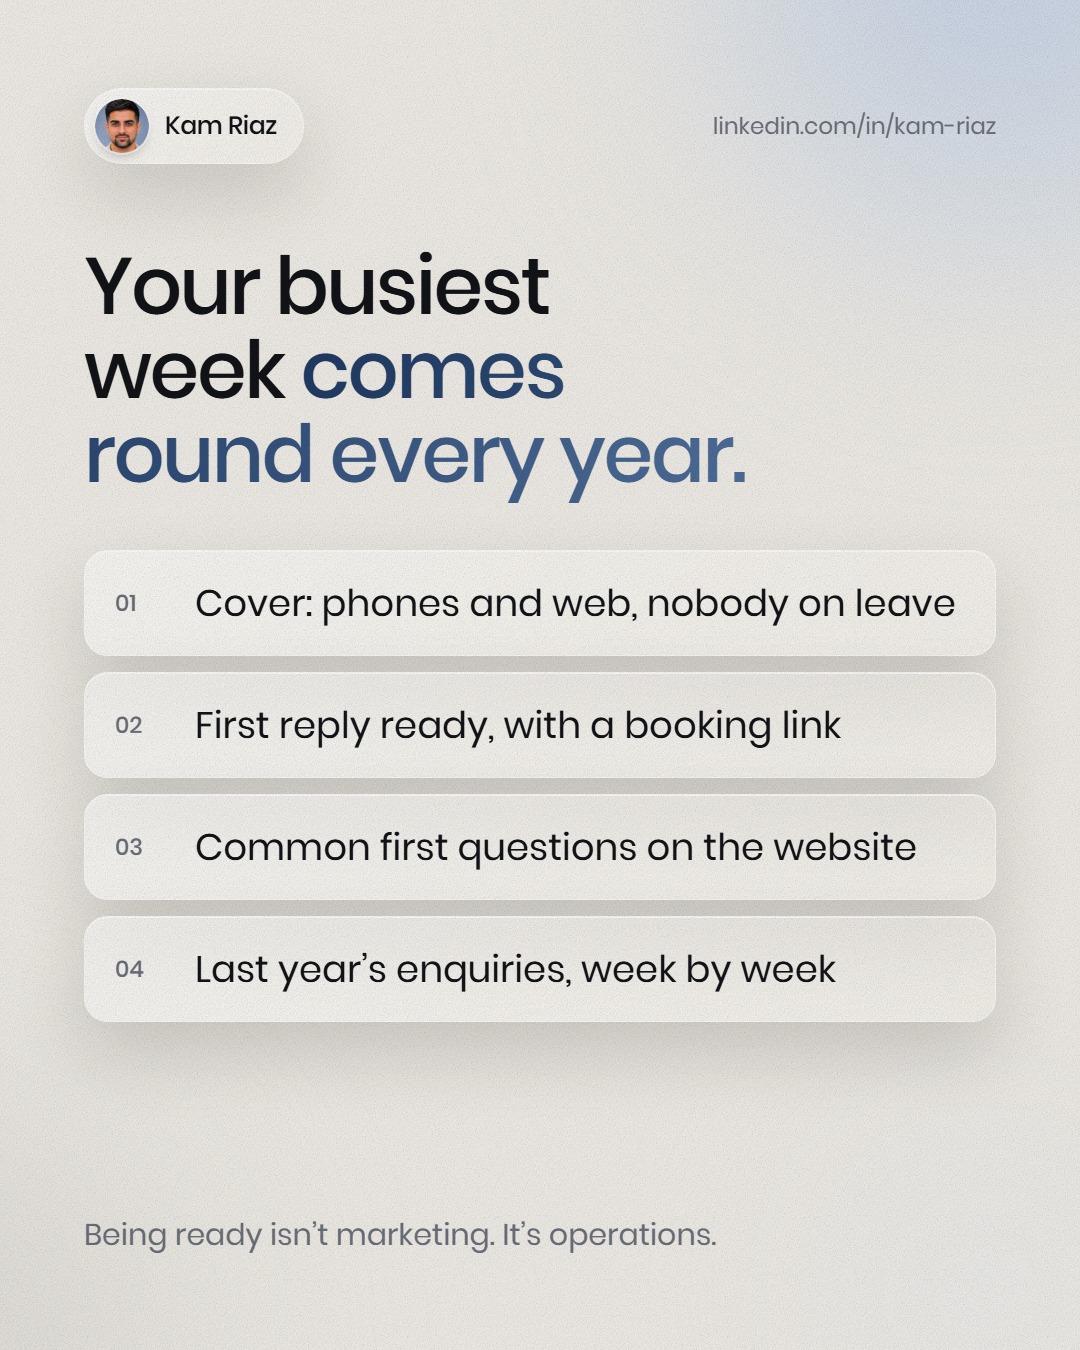 Kam Riaz
linkedin.com/in/kam-riaz
Your busiest
week comes
round every year.
01 Cover: phones and web, nobody on leave
02 First reply ready, with a booking link
03 Common first questions on the website
04 Last year’s enquiries, week by week
Being ready isn’t marketing. It’s operations.